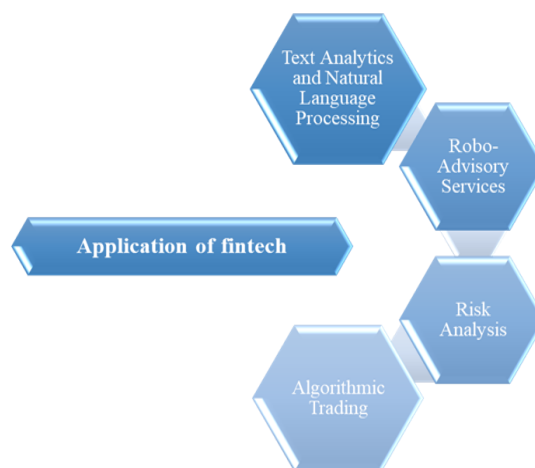 Text Analytics
and Natural
Language
Processing
Robo-
Advisory
Services
Application of fintech
Risk
Analysis
Algorithmic
Trading